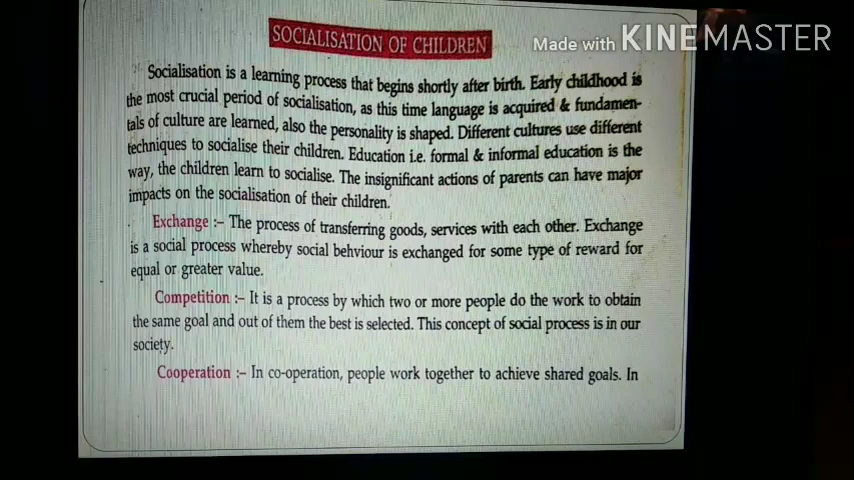 SOCIALISATION OF CHILDREN
Made with KINEMASTER
Socialisation is a learning process that begins shortly after birth. Early childhood is
the most crucial period of socialisation, as this time language is acquired & fundamen-
tals of culture are learned, also the personality is shaped. Different cultures use different
techniques to socialise their children. Education i.e. formal & informal education is the
way, the children learn to socialise. The insignificant actions of parents can have major
impacts on the socialisation of their children.
Exchange :– The process of transferring goods, services with each other. Exchange
is a social process whereby social behviour is exchanged for some type of reward for
equal or greater value.
Competition :– It is a process by which two or more people do the work to obtain
the same goal and out of them the best is selected. This concept of social process is in our
society.
Cooperation :– In co-operation, people work together to achieve shared goals. In